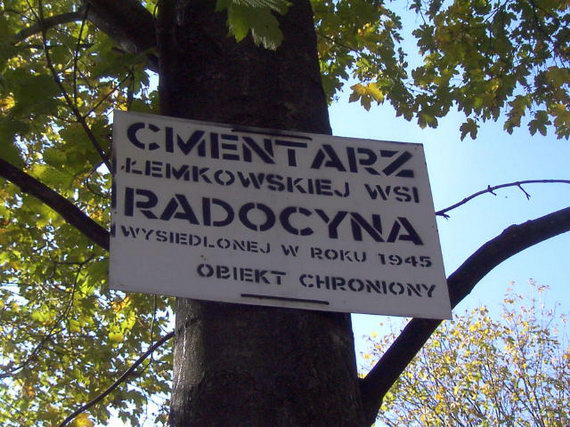 CMENTARZ
ŁEMKOWSKIEJ WSI
RADOCYNA
WYSIEDLONEJ W ROKU 1945
OBIEKT CHRONIONY